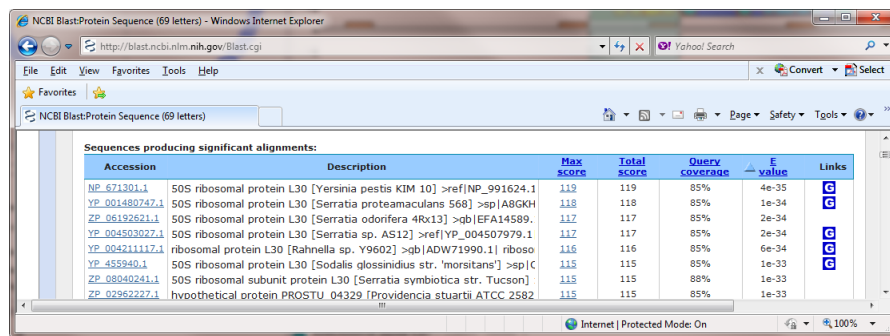 NCBI Blast:Protein Sequence (69 letters) - Windows Internet Explorer
http://blast.ncbi.nlm.nih.gov/Blast.cgi
Yahoo! Search
File Edit View Favorites Tools Help
x Convert Select
Favorites
NCBI Blast:Protein Sequence (69 letters)
Page Safety Tools
Sequences producing significant alignments:
Accession Description Max score Total score Query coverage E value Links
NP_671301.1 50S ribosomal protein L30 [Yersinia pestis KIM 10] >ref|NP_991624.1 119 119 85% 4e-35 G
YP_001480747.1 50S ribosomal protein L30 [Serratia proteamaculans 568] >sp|A8GKH 118 118 85% 1e-34 G
ZP_06192621.1 50S ribosomal protein L30 [Serratia odorifera 4Rx13] >gb|EFA14589. 117 117 85% 2e-34
YP_004503027.1 50S ribosomal protein L30 [Serratia sp. AS12] >ref|YP_004507979.1 117 117 85% 2e-34 G
YP_004211117.1 ribosomal protein L30 [Rahnella sp. Y9602] >gb|ADW71990.1| riboso 116 116 85% 6e-34 G
YP_455940.1 50S ribosomal protein L30 [Sodalis glossinidius str. 'morsitans'] >sp| 115 115 85% 1e-33 G
ZP_08040241.1 50S ribosomal subunit protein L30 [Serratia symbiotica str. Tucson] 115 115 88% 1e-33
ZP_02962227.1 hypothetical protein PROSTU_04329 [Providencia stuartii ATCC 2582 115 115 85% 1e-33
Internet | Protected Mode: On 100%